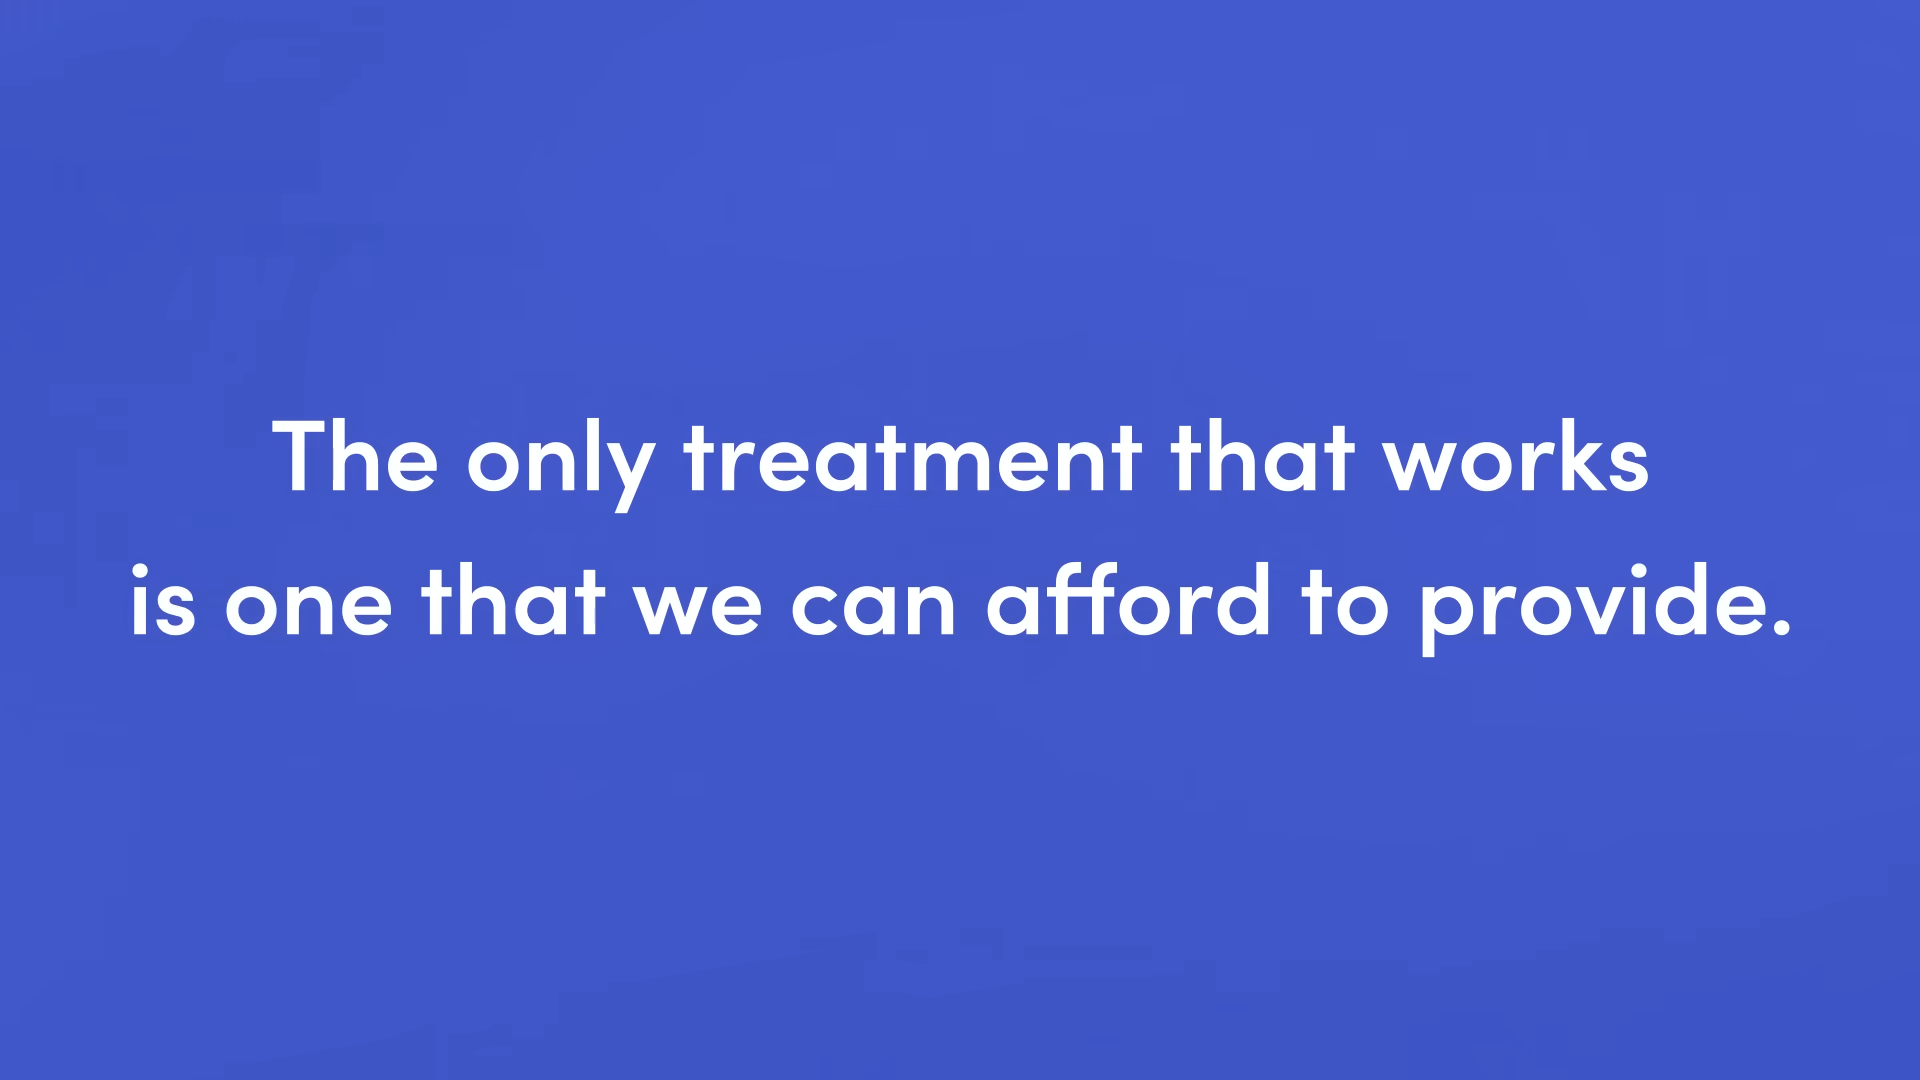 The only treatment that works
is one that we can afford to provide.